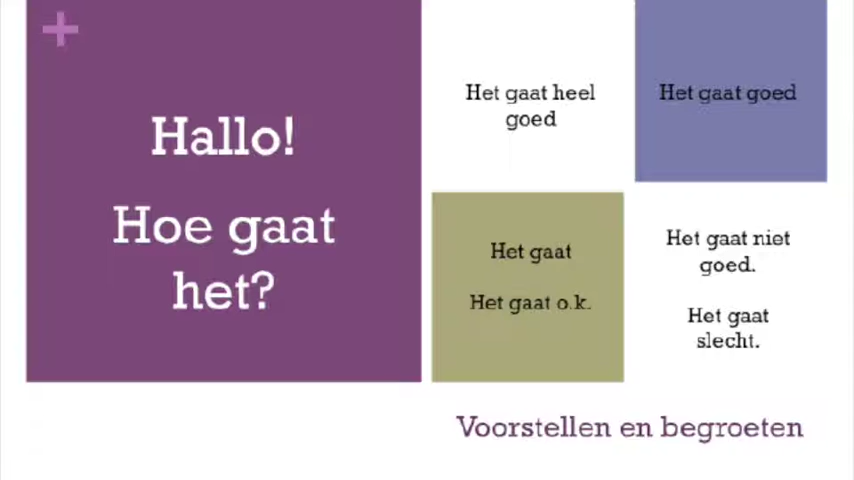 +
Hallo!
Hoe gaat
het?
Het gaat heel
goed
Het gaat goed
Het gaat
Het gaat o.k.
Het gaat niet
goed.
Het gaat
slecht.
Voorstellen en begroeten